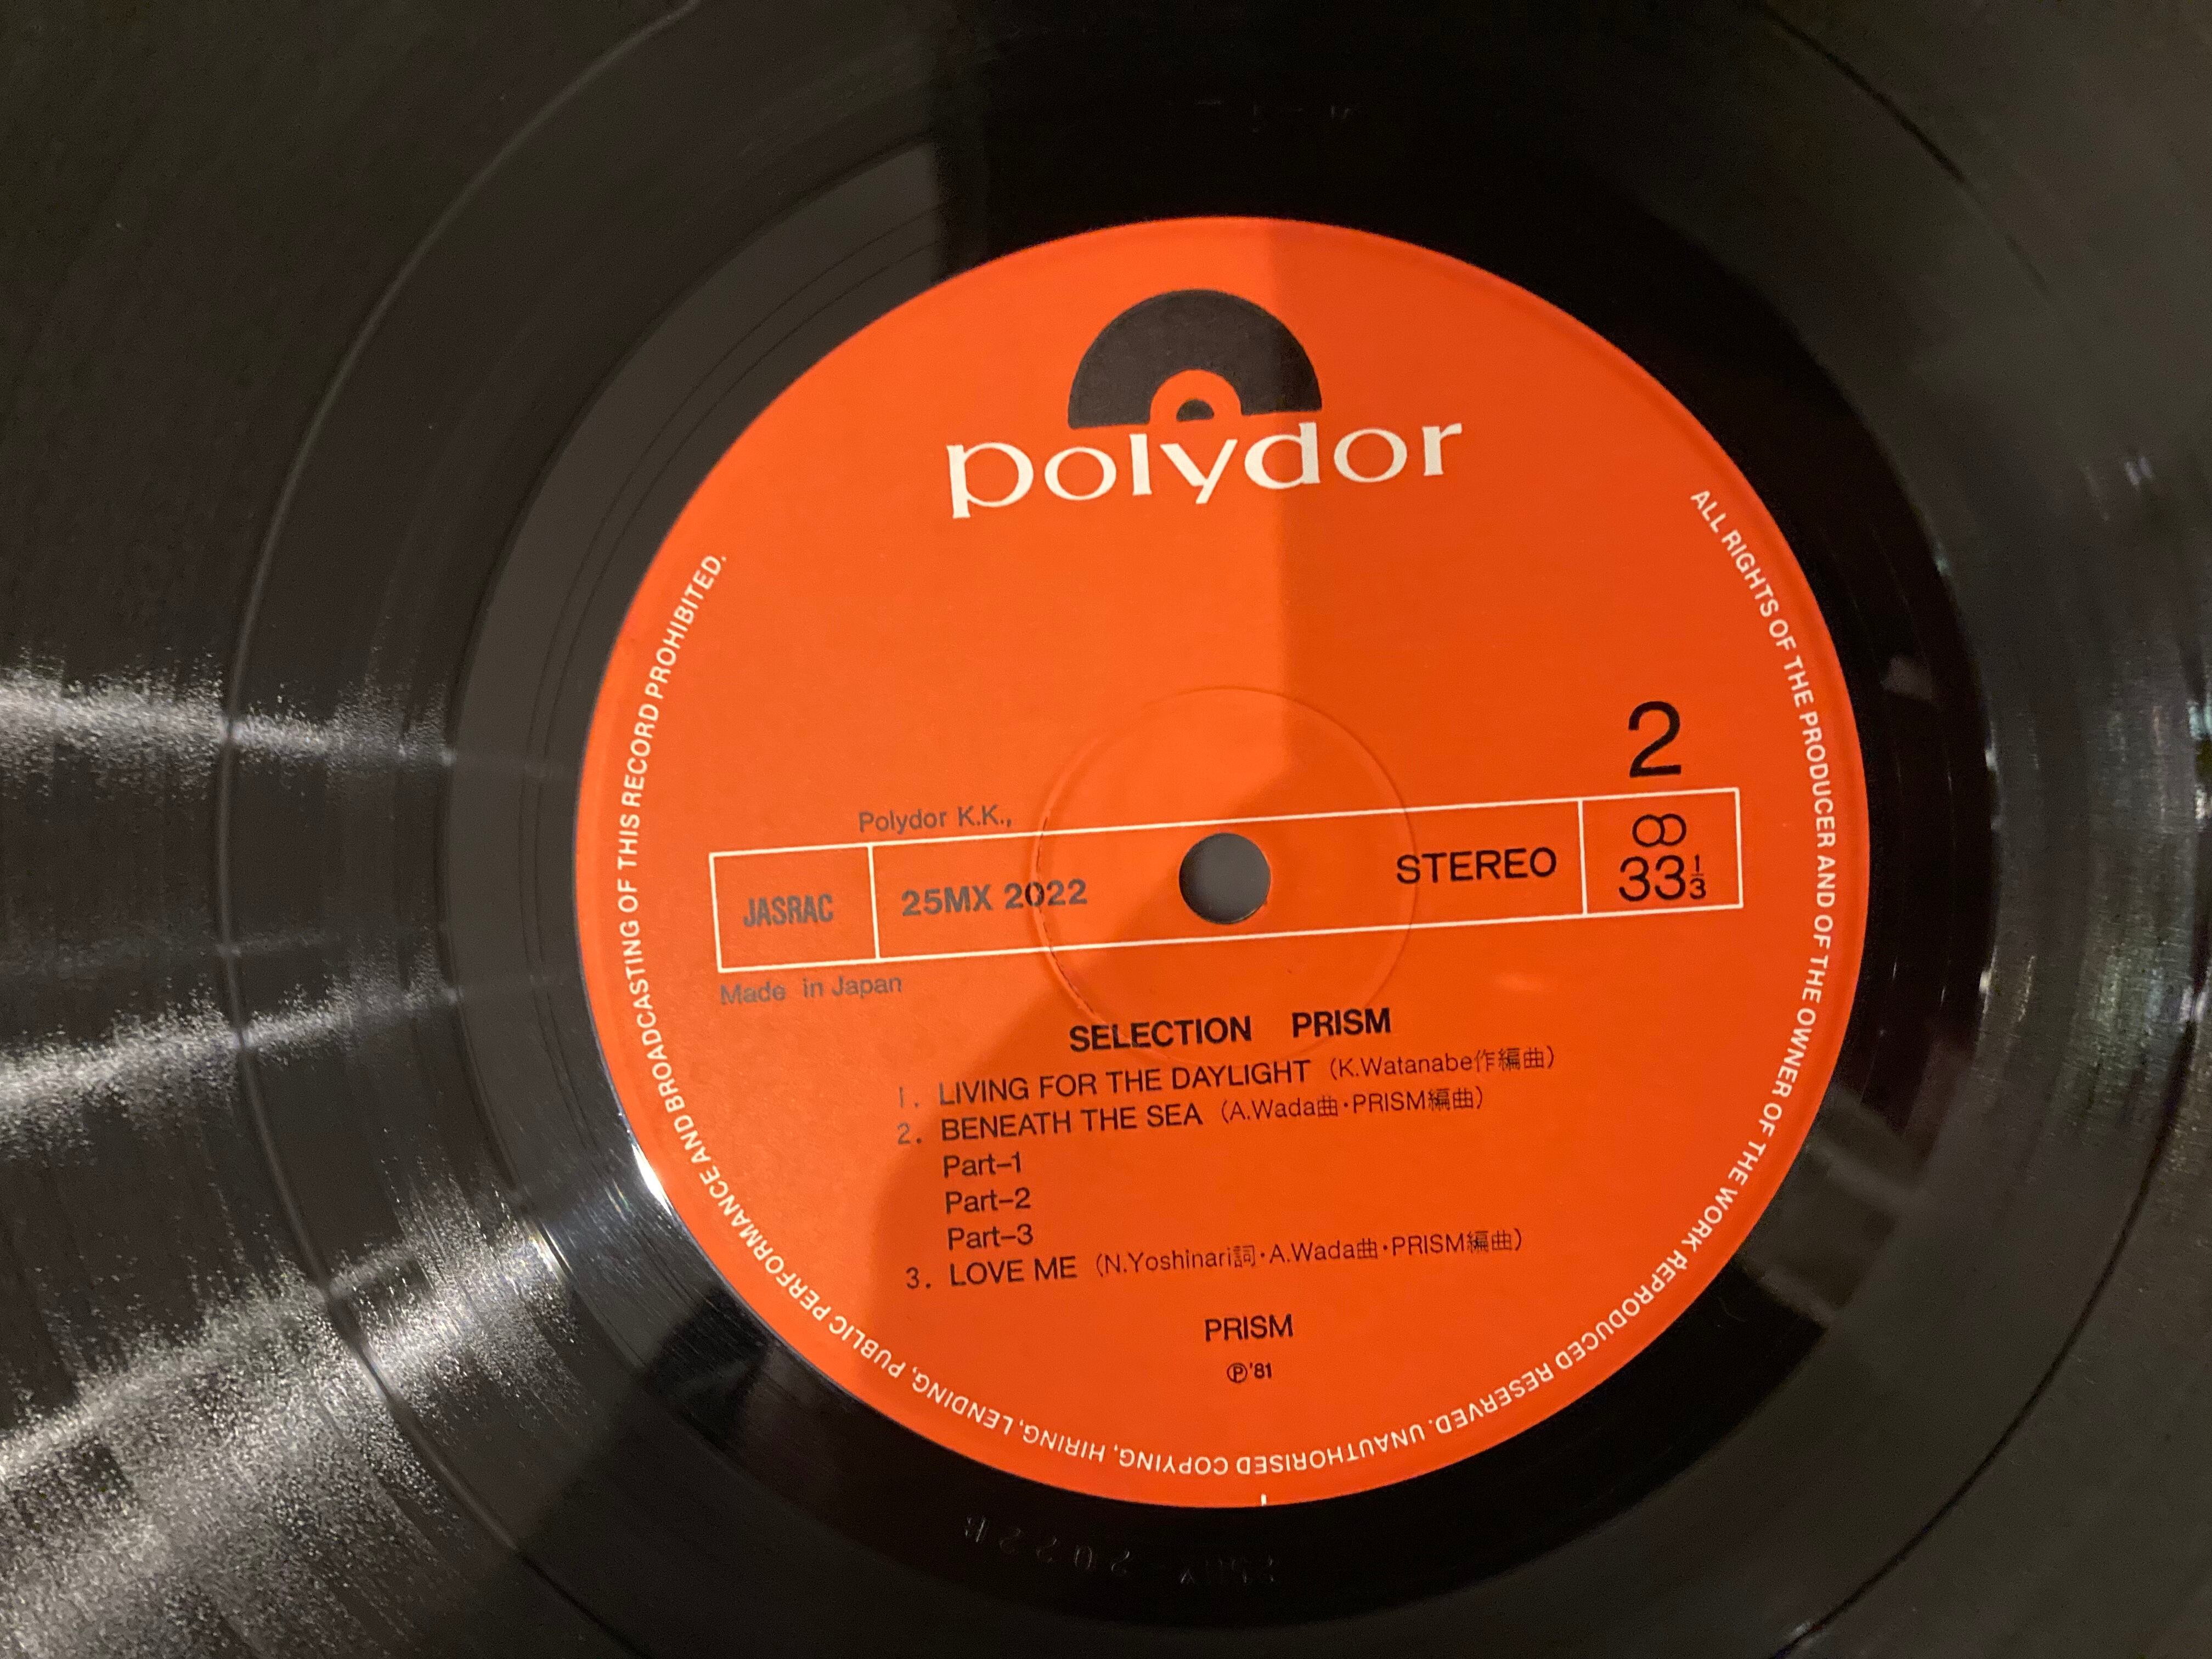 polydor
2
Polydor K.K.,
JASRAC
25MX 2022
STEREO
33⅓
Made in Japan
SELECTION PRISM
1. LIVING FOR THE DAYLIGHT (K.Watanabe作編曲)
2. BENEATH THE SEA (A.Wada曲・PRISM編曲)
Part-1
Part-2
Part-3
3. LOVE ME (N.Yoshinari詞・A.Wada曲・PRISM編曲)
PRISM
Ⓟ'81
ALL RIGHTS OF THE PRODUCER AND OF THE OWNER OF THE WORK REPRODUCED RESERVED. UNAUTHORISED COPYING, HIRING, LENDING, PUBLIC PERFORMANCE AND BROADCASTING OF THIS RECORD PROHIBITED.